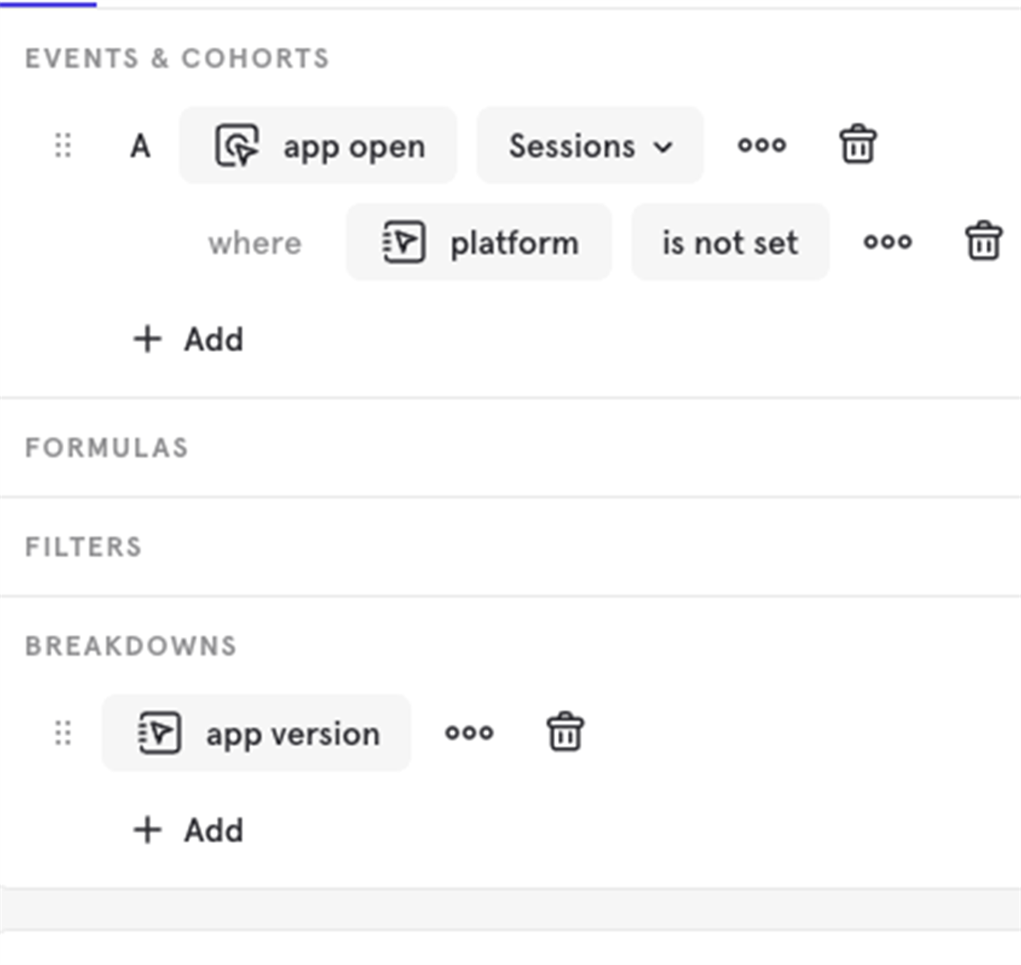 EVENTS & COHORTS
A app open Sessions
where platform is not set
+ Add
FORMULAS
FILTERS
BREAKDOWNS
app version
+ Add